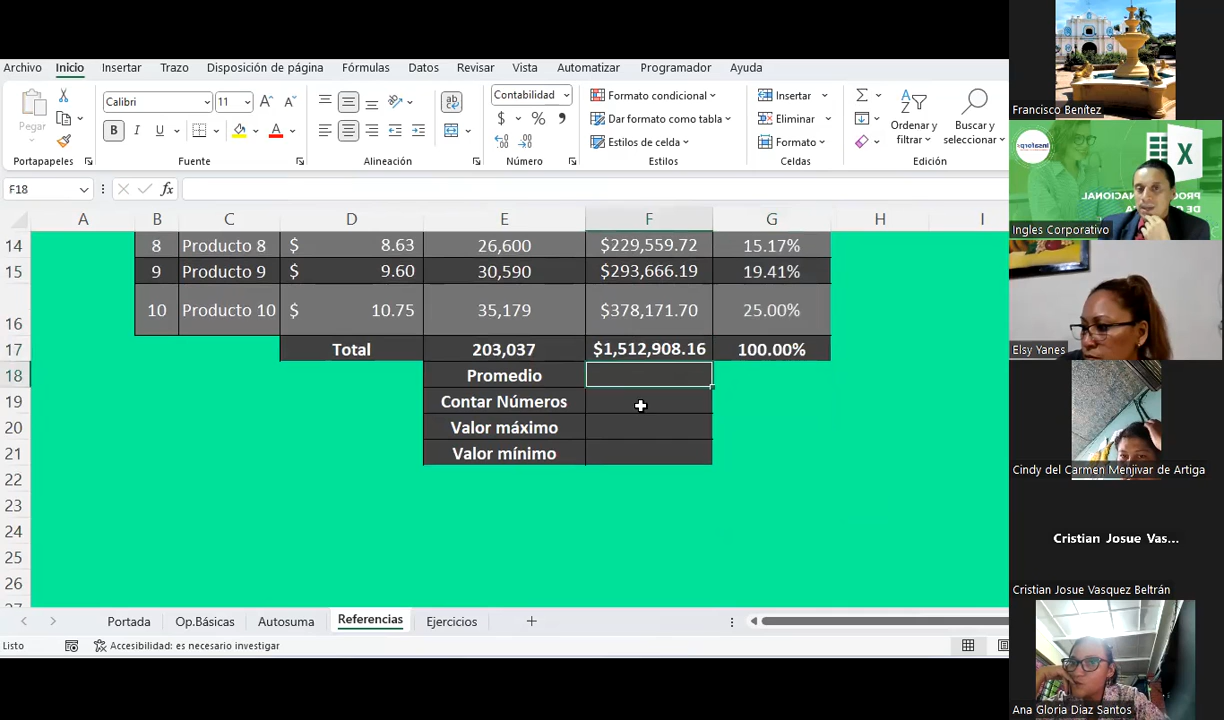 Archivo Inicio Insertar Trazo Disposición de página Fórmulas Datos Revisar Vista Automatizar Programador Ayuda
Pegar
Calibri 11
N K S
ab
Contabilidad
$ % ,
Formato condicional
Dar formato como tabla
Estilos de celda
Insertar
Eliminar
Formato
Ordenar y filtrar
Buscar y seleccionar
Portapapeles Fuente Alineación Número Estilos Celdas Edición
F18 fx
A B C D E F G H I
14 8 Producto 8 $ 8.63 26,600 $229,559.72 15.17%
15 9 Producto 9 $ 9.60 30,590 $293,666.19 19.41%
16 10 Producto 10 $ 10.75 35,179 $378,171.70 25.00%
17 Total 203,037 $1,512,908.16 100.00%
18 Promedio
19 Contar Números
20 Valor máximo
21 Valor mínimo
22
23
24
25
26
27
Portada Op.Básicas Autosuma Referencias Ejercicios
Listo Accesibilidad: es necesario investigar
Francisco Benítez
Insaforp
X
Ingles Corporativo
Elsy Yanes
Cindy del Carmen Menjivar de Artiga
Cristian Josue Vas...
Cristian Josue Vasquez Beltrán
Ana Gloria Diaz Santos